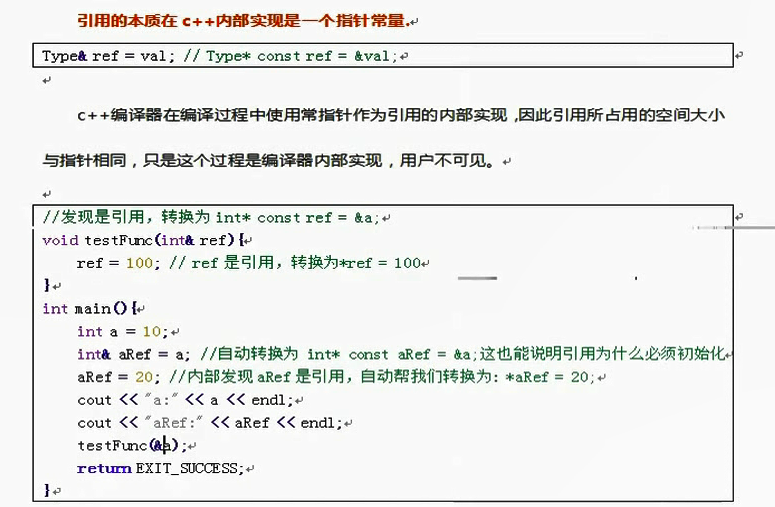 引用的本质在 c++内部实现是一个指针常量.
Type& ref = val; // Type* const ref = &val;
c++编译器在编译过程中使用常指针作为引用的内部实现,因此引用所占用的空间大小
与指针相同，只是这个过程是编译器内部实现，用户不可见。
//发现是引用，转换为 int* const ref = &a;
void testFunc(int& ref){
ref = 100; // ref 是引用，转换为*ref = 100
}
int main(){
int a = 10;
int& aRef = a; //自动转换为 int* const aRef = &a;这也能说明引用为什么必须初始化
aRef = 20; //内部发现 aRef 是引用，自动帮我们转换为: *aRef = 20;
cout << "a:" << a << endl;
cout << "aRef:" << aRef << endl;
testFunc(&a);
return EXIT_SUCCESS;
}